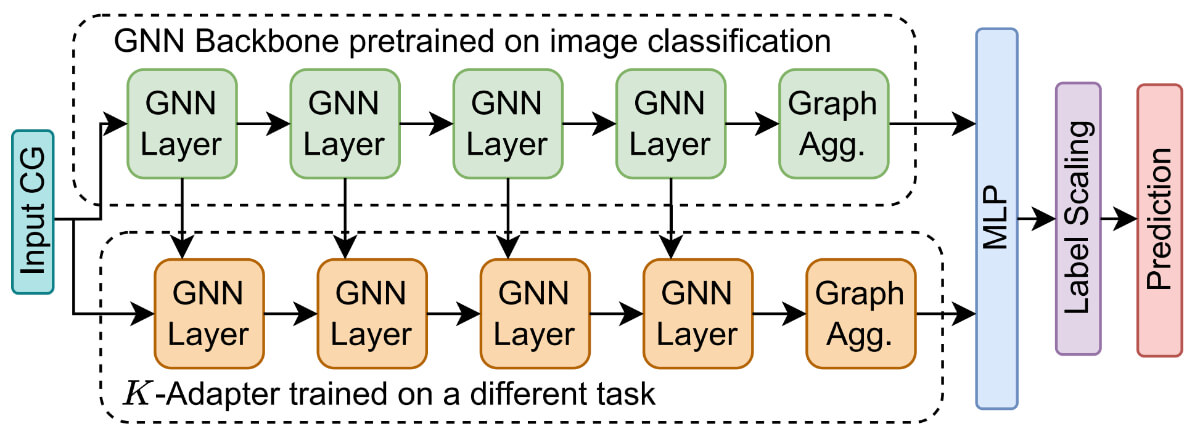 GNN Backbone pretrained on image classification
Input CG
GNN
Layer
GNN
Layer
GNN
Layer
GNN
Layer
Graph
Agg.
GNN
Layer
GNN
Layer
GNN
Layer
GNN
Layer
Graph
Agg.
K-Adapter trained on a different task
MLP
Label Scaling
Prediction